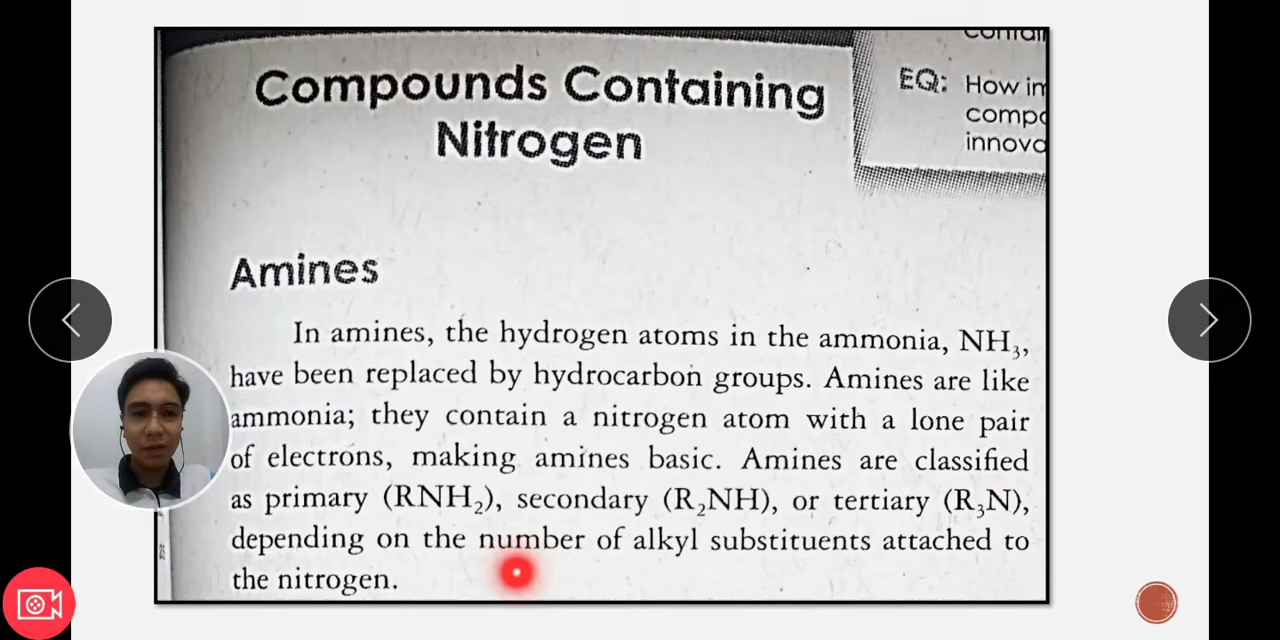 Compounds Containing
Nitrogen
EQ: How im
compo
innova
Amines
In amines, the hydrogen atoms in the ammonia, NH₃,
have been replaced by hydrocarbon groups. Amines are like
ammonia; they contain a nitrogen atom with a lone pair
of electrons, making amines basic. Amines are classified
as primary (RNH₂), secondary (R₂NH), or tertiary (R₃N),
depending on the number of alkyl substituents attached to
the nitrogen.